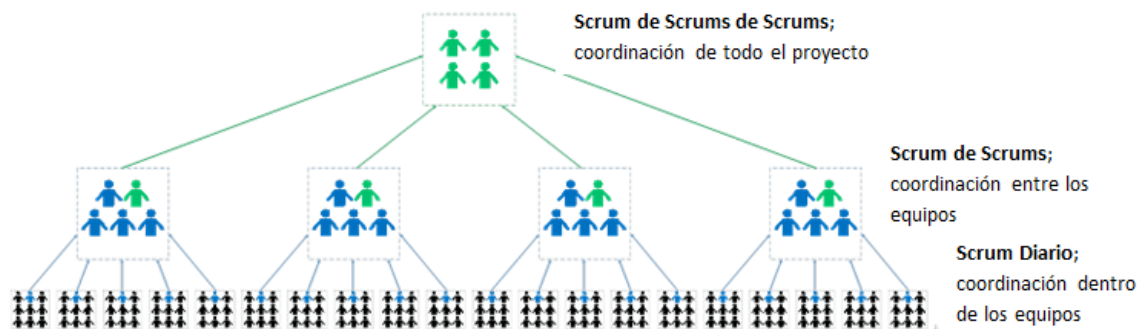 Scrum de Scrums de Scrums;
coordinación de todo el proyecto
Scrum de Scrums;
coordinación entre los
equipos
Scrum Diario;
coordinación dentro
de los equipos